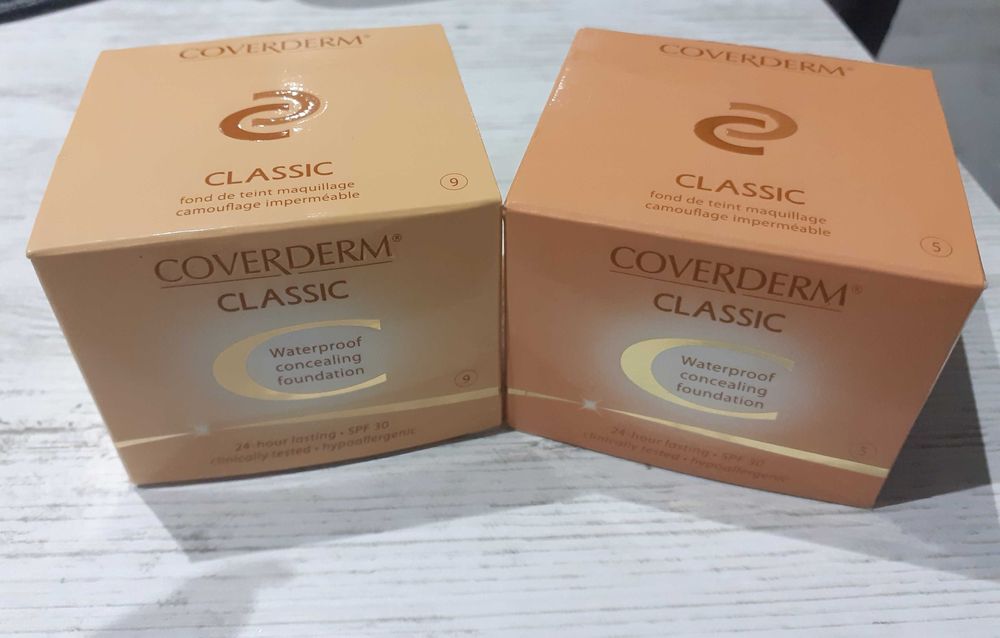 COVERDERM®
CLASSIC
fond de teint maquillage
camouflage imperméable
9
COVERDERM®
CLASSIC
Waterproof
concealing
foundation
9
24-hour lasting • SPF 30
clinically tested • hypoallergenic
COVERDERM®
CLASSIC
fond de teint maquillage
camouflage imperméable
5
COVERDERM®
CLASSIC
Waterproof
concealing
foundation
5
24-hour lasting • SPF 30
clinically tested • hypoallergenic